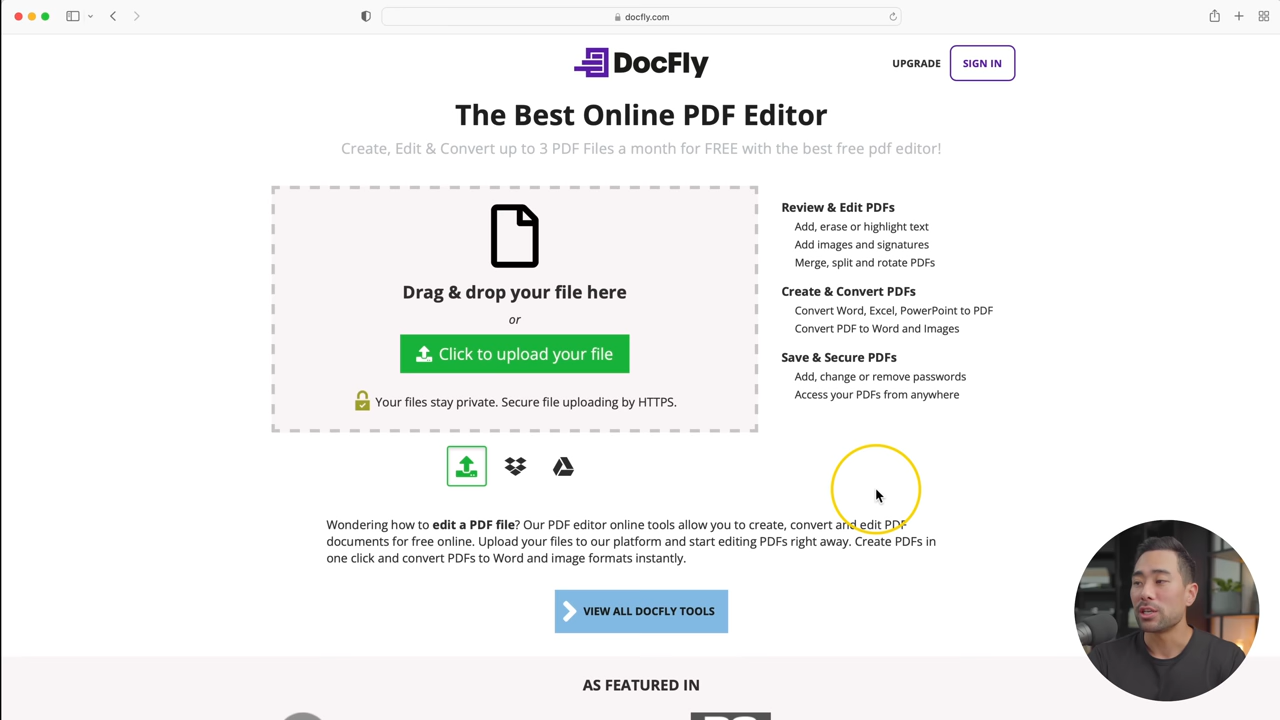 docfly.com
DocFly
UPGRADE
SIGN IN
The Best Online PDF Editor
Create, Edit & Convert up to 3 PDF Files a month for FREE with the best free pdf editor!
Drag & drop your file here
or
Click to upload your file
Your files stay private. Secure file uploading by HTTPS.
Review & Edit PDFs
Add, erase or highlight text
Add images and signatures
Merge, split and rotate PDFs
Create & Convert PDFs
Convert Word, Excel, PowerPoint to PDF
Convert PDF to Word and Images
Save & Secure PDFs
Add, change or remove passwords
Access your PDFs from anywhere
Wondering how to edit a PDF file? Our PDF editor online tools allow you to create, convert and edit PDF
documents for free online. Upload your files to our platform and start editing PDFs right away. Create PDFs in
one click and convert PDFs to Word and image formats instantly.
VIEW ALL DOCFLY TOOLS
AS FEATURED IN